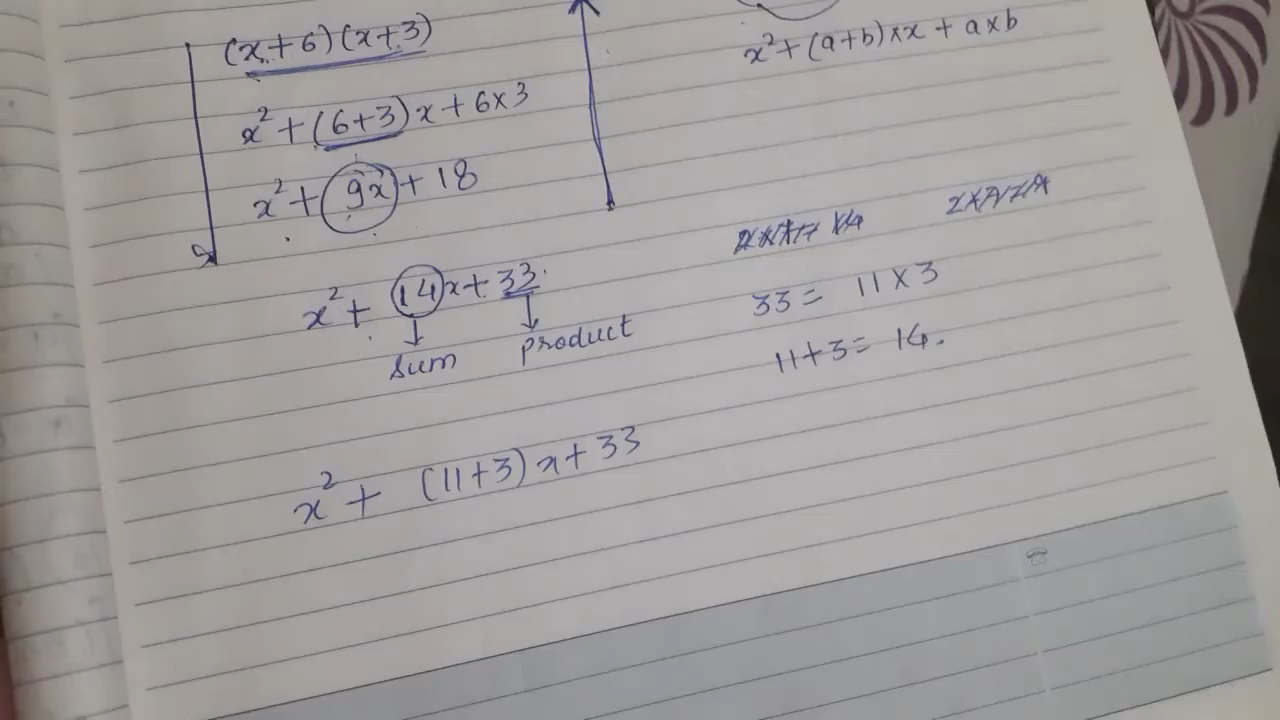 (x+6)(x+3)
x² + (a+b)×x + a×b
x² + (6+3)x + 6×3
x² + 9x + 18
x² + 14x + 33
sum product
33 = 11×3
11+3 = 14.
x² + (11+3)x + 33